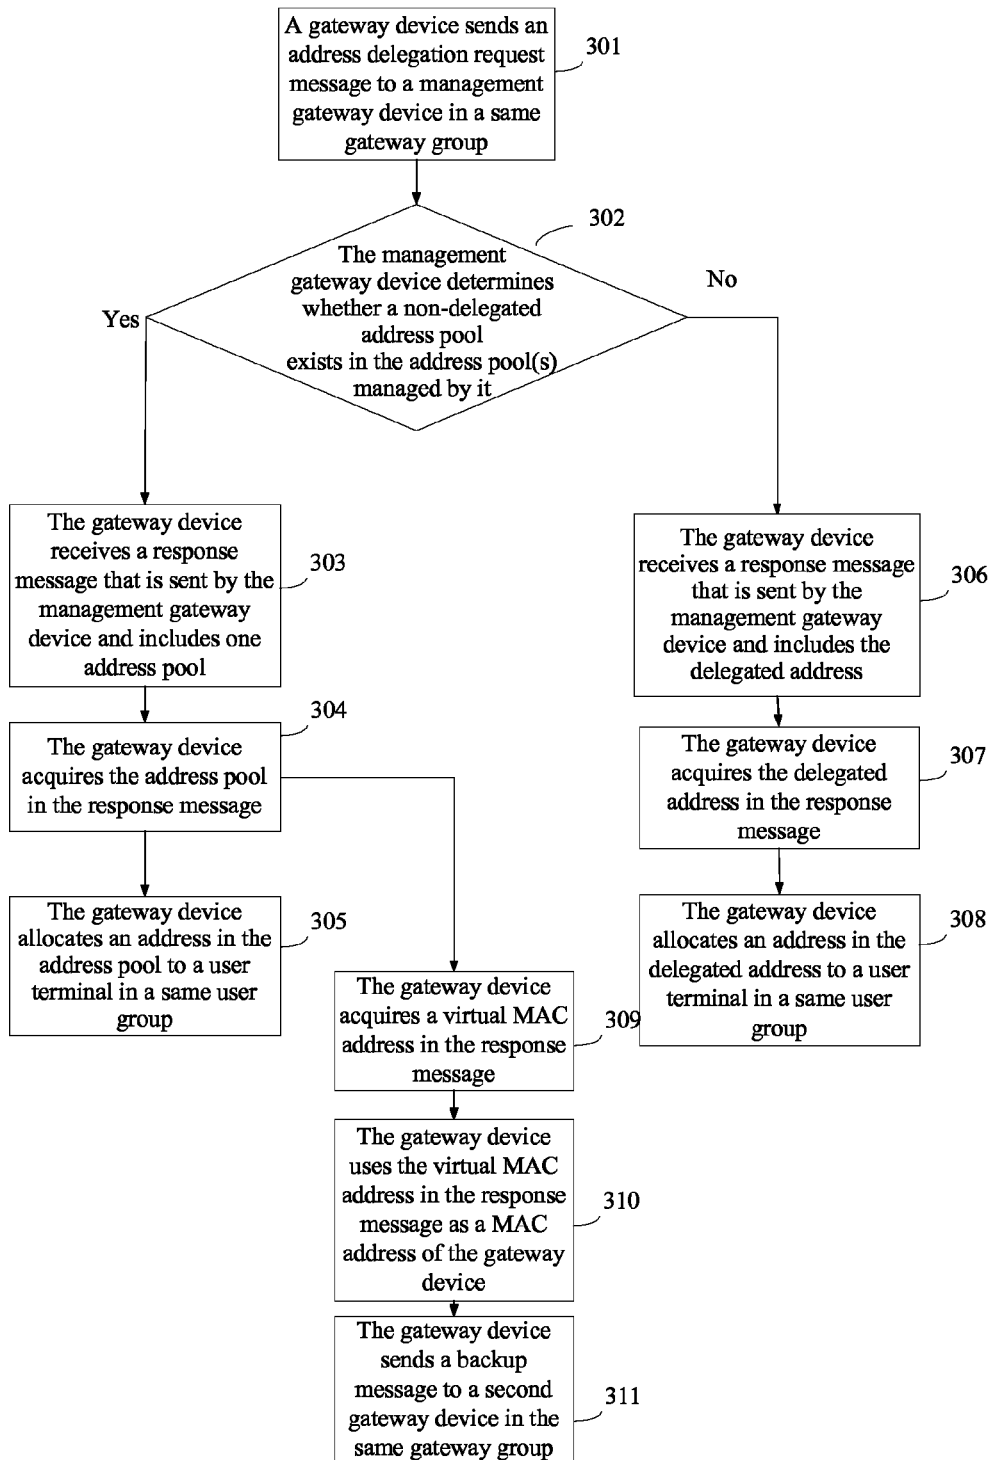 A gateway device sends an
address delegation request
message to a management
gateway device in a same
gateway group
301
302
The management
gateway device determines
whether a non-delegated
address pool
exists in the address pool(s)
managed by it
Yes
No
The gateway device
receives a response
message that is sent by the
management gateway
device and includes one
address pool
303
The gateway device
receives a response message
that is sent by the
management gateway
device and includes the
delegated address
306
304
The gateway device
acquires the address pool
in the response message
The gateway device
acquires the delegated
address in the response
message
307
The gateway device
allocates an address in the
address pool to a user
terminal in a same user
group
305
The gateway device
allocates an address in the
delegated address to a user
terminal in a same user
group
308
The gateway device
acquires a virtual MAC
address in the response
message
309
The gateway device
uses the virtual MAC
address in the response
message as a MAC
address of the gateway
device
310
The gateway device
sends a backup
message to a second
gateway device in the
same gateway group
311